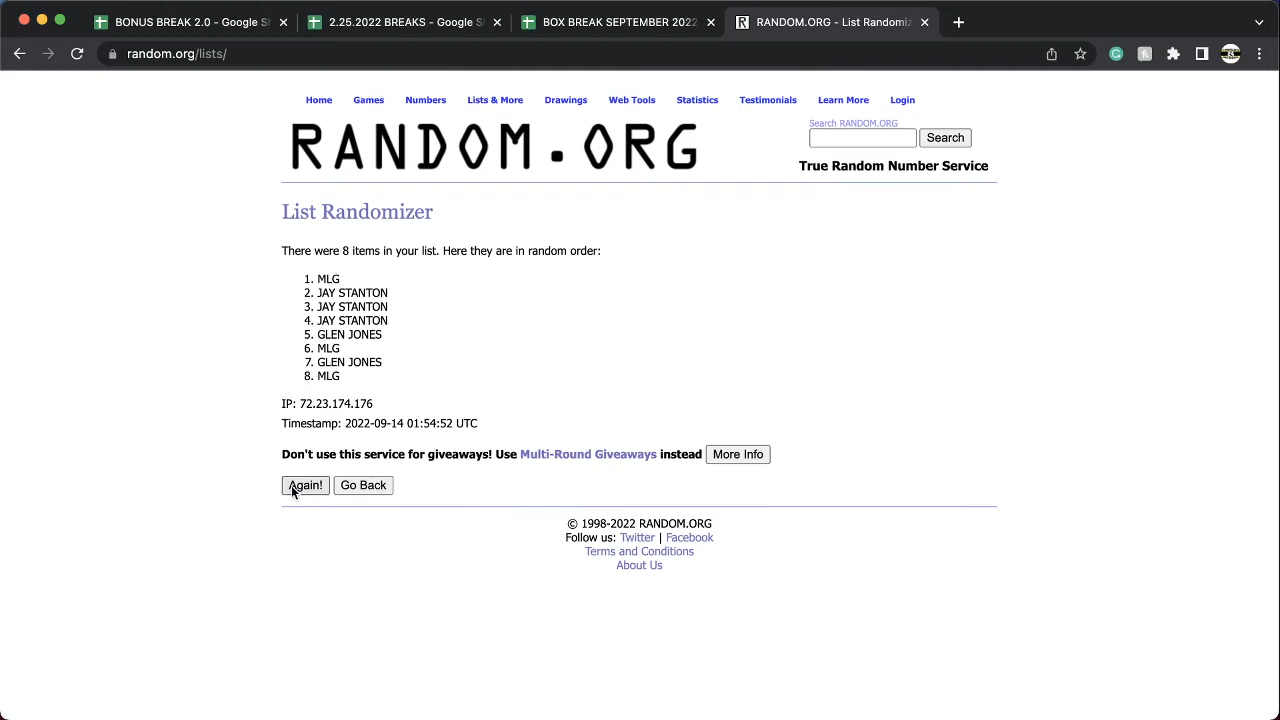 BONUS BREAK 2.0 - Google Sh
2.25.2022 BREAKS - Google Sh
BOX BREAK SEPTEMBER 2022
RANDOM.ORG - List Randomiz
random.org/lists/
Home Games Numbers Lists & More Drawings Web Tools Statistics Testimonials Learn More Login
RANDOM.ORG
Search RANDOM.ORG
Search
True Random Number Service
List Randomizer
There were 8 items in your list. Here they are in random order:
1. MLG
2. JAY STANTON
3. JAY STANTON
4. JAY STANTON
5. GLEN JONES
6. MLG
7. GLEN JONES
8. MLG
IP: 72.23.174.176
Timestamp: 2022-09-14 01:54:52 UTC
Don't use this service for giveaways! Use Multi-Round Giveaways instead More Info
Again! Go Back
© 1998-2022 RANDOM.ORG
Follow us: Twitter | Facebook
Terms and Conditions
About Us